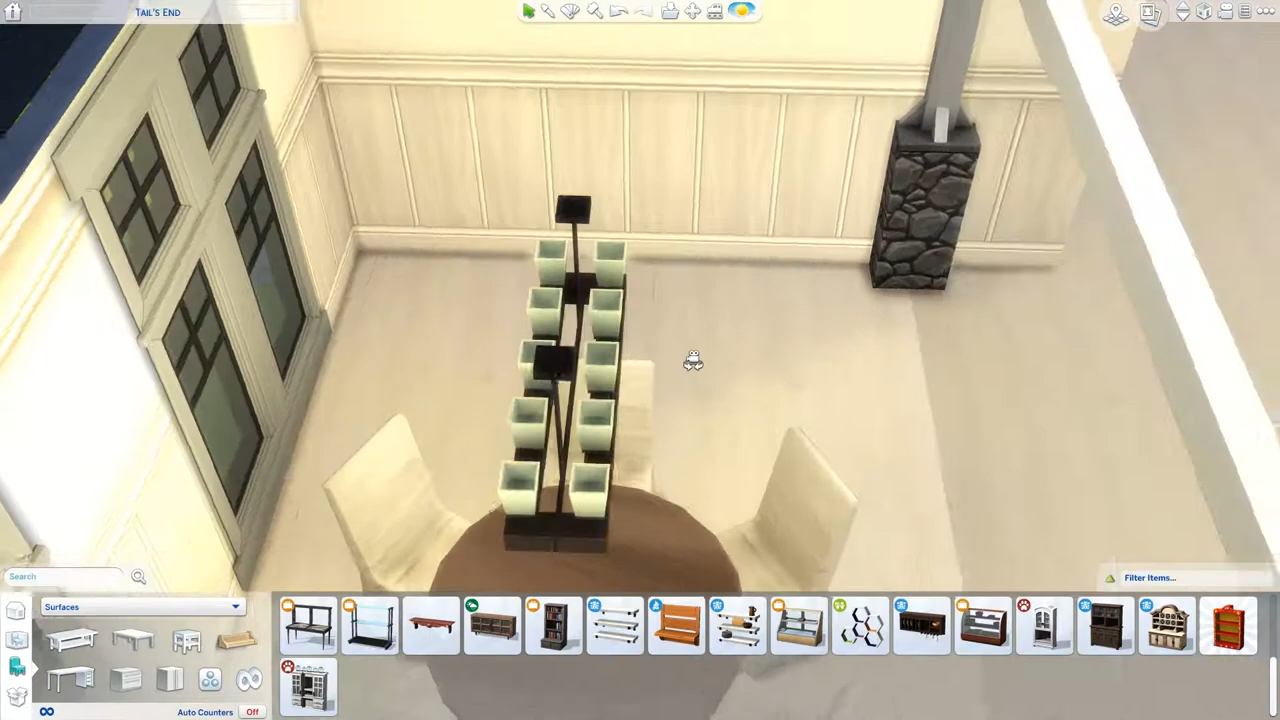 TAIL'S END
Search
Filter Items...
Surfaces
Auto Counters Off